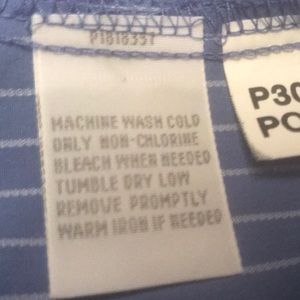 P181833T
MACHINE WASH COLD
ONLY NON-CHLORINE
BLEACH WHEN NEEDED
TUMBLE DRY LOW
REMOVE PROMPTLY
WARM IRON IF NEEDED
P30
PO